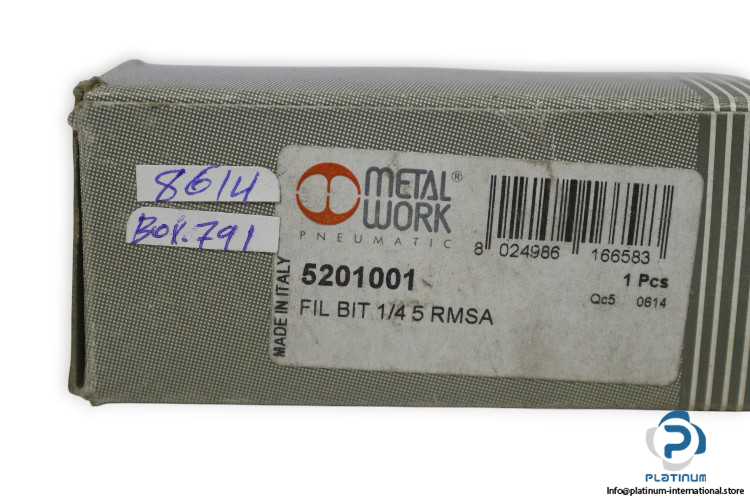 8614
Box.791
METAL®
WORK
PNEUMATIC
8 024986 166583
MADE IN ITALY
5201001
1 Pcs
FIL BIT 1/4 5 RMSA
Qc5 0614
PLATINUM
Info@platinum-international.store